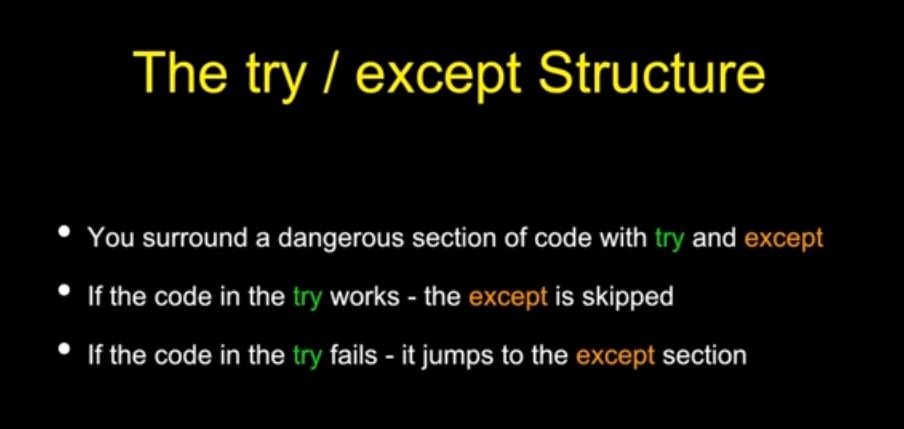 The try / except Structure
• You surround a dangerous section of code with try and except
• If the code in the try works - the except is skipped
• If the code in the try fails - it jumps to the except section